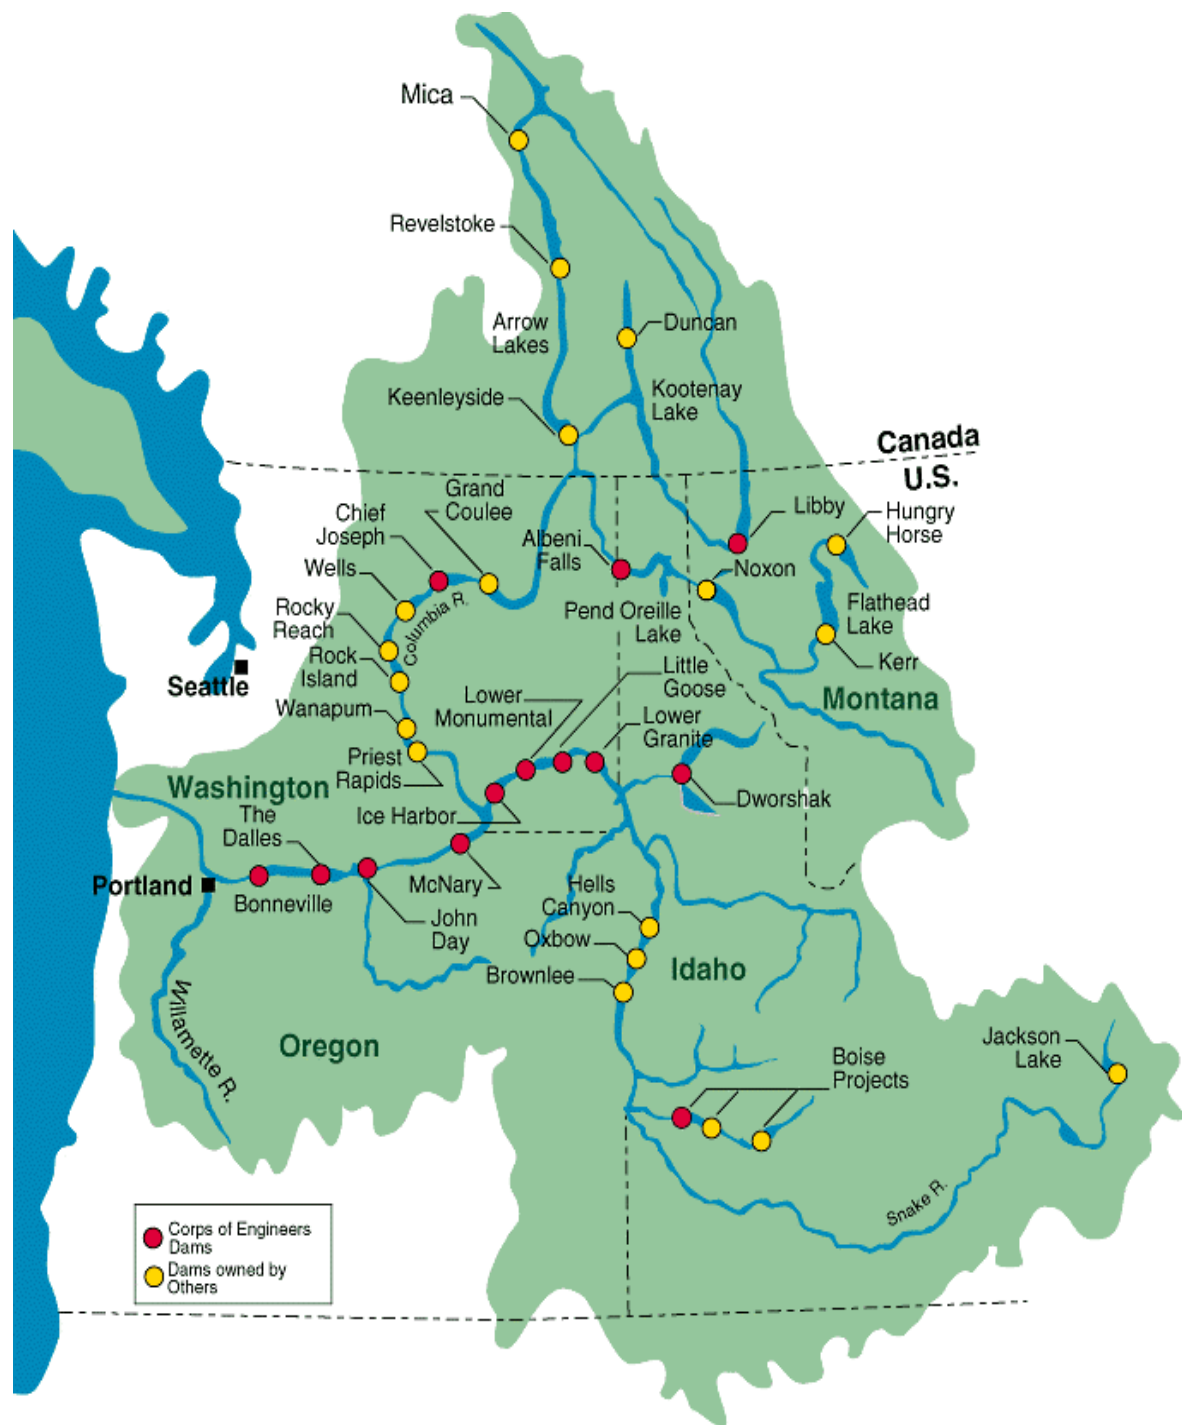 Mica
Revelstoke
Arrow
Lakes
Duncan
Keenleyside
Kootenay
Lake
Canada
U.S.
Grand
Coulee
Chief
Joseph
Libby
Hungry
Horse
Albeni
Falls
Wells
Noxon
Columbia R.
Rocky
Reach
Pend Oreille
Lake
Flathead
Lake
Rock
Island
Kerr
Seattle
Little
Goose
Lower
Monumental
Montana
Wanapum
Lower
Granite
Priest
Rapids
Washington
Dworshak
The
Dalles
Ice Harbor
Portland
McNary
Hells
Canyon
Bonneville
John
Day
Oxbow
Brownlee
Idaho
Willamette R.
Oregon
Jackson
Lake
Boise
Projects
Snake R.
Corps of Engineers
Dams
Dams owned by
Others